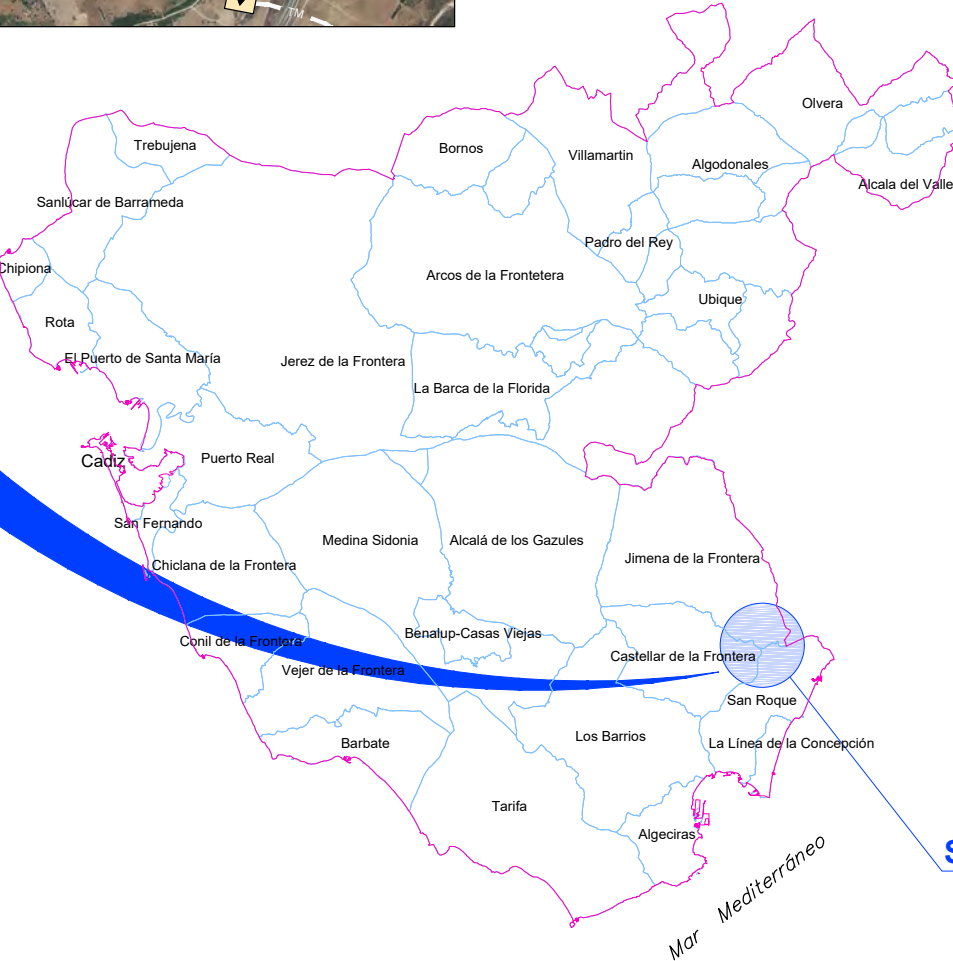 TM
Olvera
Trebujena
Bornos
Villamartin
Algodonales
Alcala del Valle
Sanlúcar de Barrameda
Padro del Rey
Chipiona
Arcos de la Frontetera
Ubique
Rota
El Puerto de Santa María
Jerez de la Frontera
La Barca de la Florida
Cadiz
Puerto Real
San Fernando
Medina Sidonia
Alcalá de los Gazules
Jimena de la Frontera
Chiclana de la Frontera
Benalup-Casas Viejas
Conil de la Frontera
Castellar de la Frontera
Vejer de la Frontera
San Roque
Barbate
Los Barrios
La Línea de la Concepción
Tarifa
Algeciras
Mar Mediterráneo
S